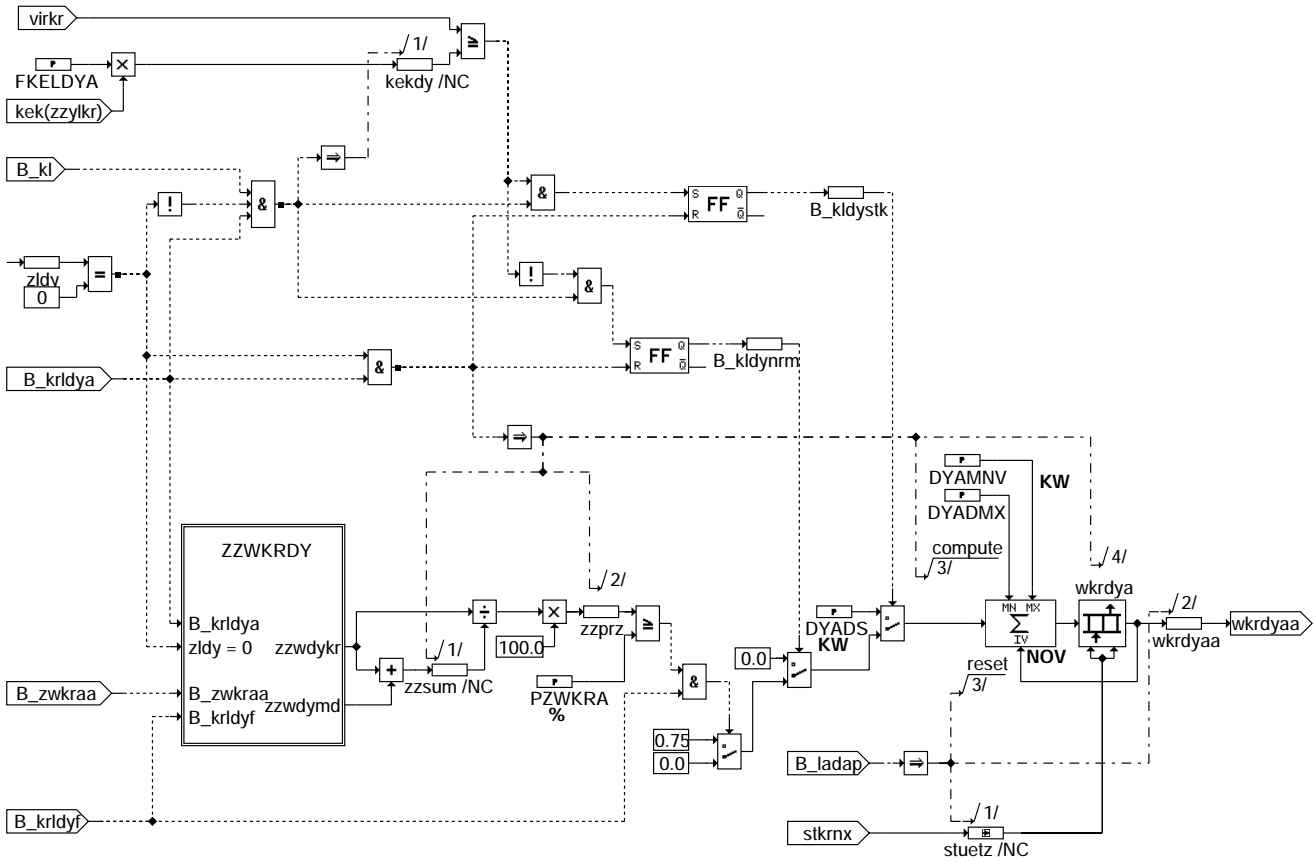 virkr
/ 1/
P
FKELDYA
×
≥
kekdy /NC
kek(zzylkr)
B_kl
⇒
!
&
&
S Q
FF
R Q
B_kldystk
zldy
0
=
!
&
S Q
FF
R Q
B_kldynrm
B_krldya
&
⇒
P
DYAMNV
KW
P
DYADMX
compute
3/
/ 4/
ZZWKRDY
B_krldya
zldy = 0
zzwdykr
B_zwkraa
B_krldyf
zzwdymd
B_zwkraa
B_krldyf
+
/ 1/
zzsum /NC
÷
100.0
×
/ 2/
zzprz
≥
P
PZWKRA
%
&
0.75
0.0
0.0
P
DYADS
KW
MN MX
Σ
IV
NOV
wkrdya
/ 2/
wkrdyaa
wkrdyaa
reset
3/
B_ladap
⇒
/ 1/
stkrnx
stuetz /NC